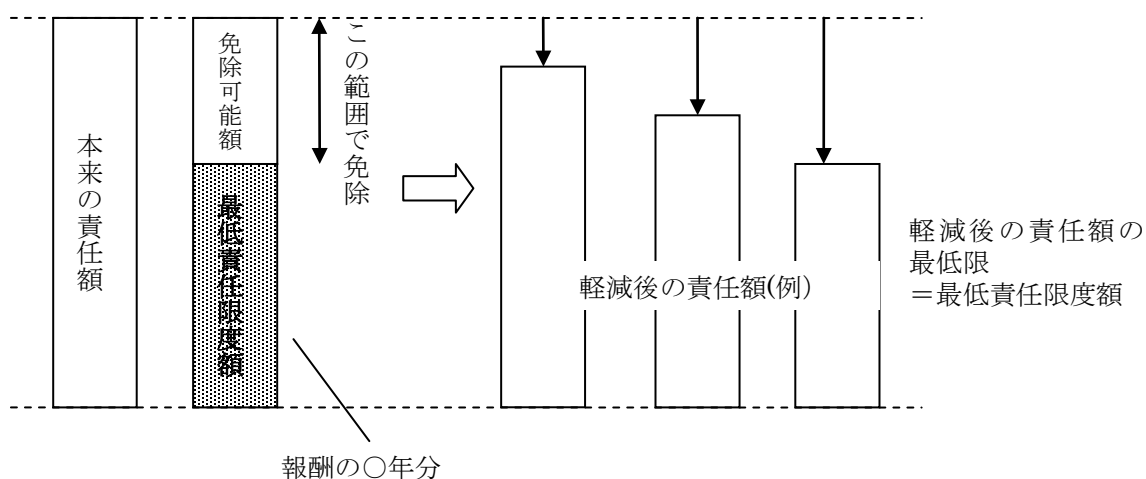 本来の責任額
免除可能額
最低責任限度額
この範囲で免除
軽減後の責任額(例)
軽減後の責任額の
最低限
＝最低責任限度額
報酬の○年分